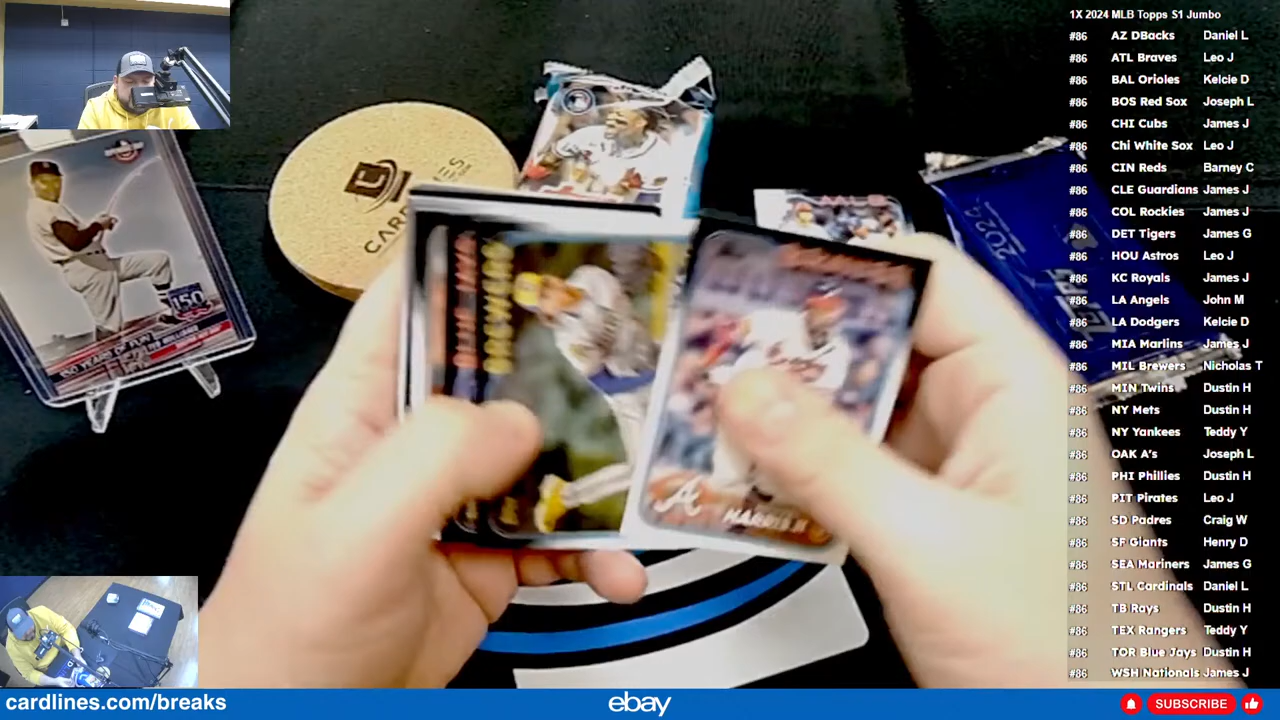 1X 2024 MLB Topps S1 Jumbo
#86 AZ DBacks Daniel L
#86 ATL Braves Leo J
#86 BAL Orioles Kelcie D
#86 BOS Red Sox Joseph L
#86 CHI Cubs James J
#86 Chi White Sox Leo J
#86 CIN Reds Barney C
#86 CLE Guardians James J
#86 COL Rockies James J
#86 DET Tigers James G
#86 HOU Astros Leo J
#86 KC Royals James J
#86 LA Angels John M
#86 LA Dodgers Kelcie D
#86 MIA Marlins James J
#86 MIL Brewers Nicholas T
#86 MIN Twins Dustin H
#86 NY Mets Dustin H
#86 NY Yankees Teddy Y
#86 OAK A's Joseph L
#86 PHI Phillies Dustin H
#86 PIT Pirates Leo J
#86 SD Padres Craig W
#86 SF Giants Henry D
#86 SEA Mariners James G
#86 STL Cardinals Daniel L
#86 TB Rays Dustin H
#86 TEX Rangers Teddy Y
#86 TOR Blue Jays Dustin H
#86 WSH Nationals James J
150
150 YEARS OF FUN
TED WILLIAMS
2024
BREWERS
A
HARRIS II
cardlines.com/breaks
ebay
SUBSCRIBE